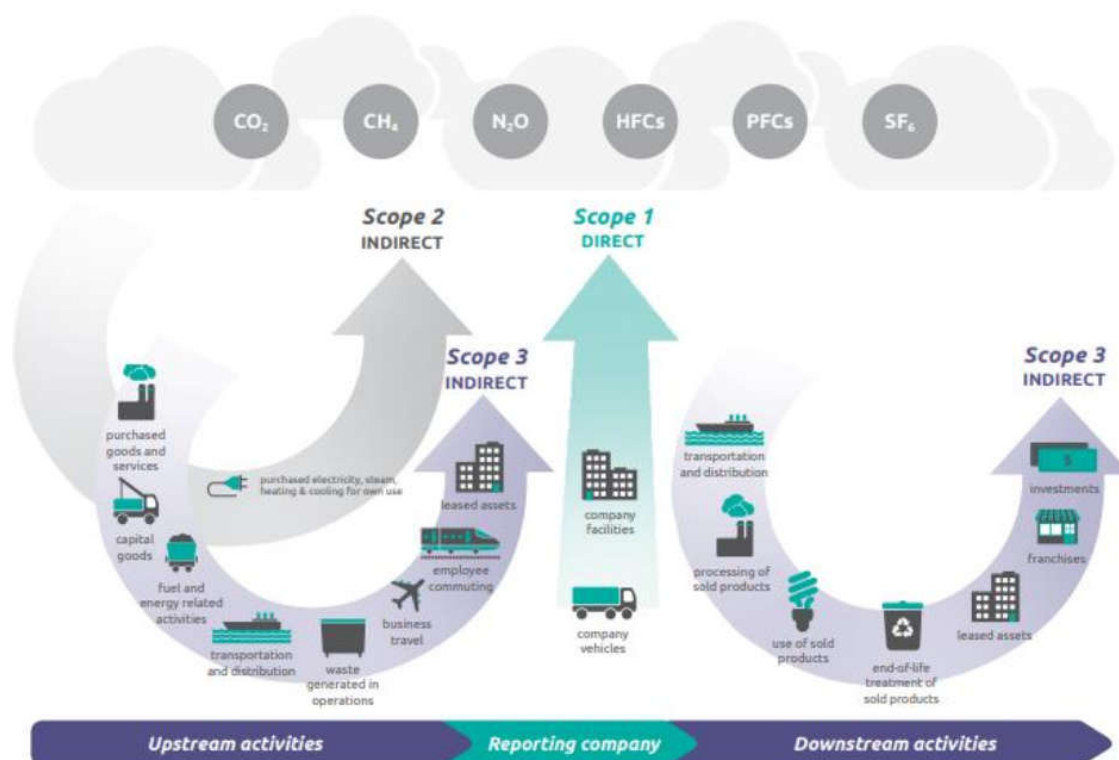 CO₂
CH₄
N₂O
HFCs
PFCs
SF₆
Scope 2
INDIRECT
Scope 1
DIRECT
Scope 3
INDIRECT
Scope 3
INDIRECT
purchased
goods and
services
capital
goods
fuel and
energy related
activities
transportation
and distribution
waste
generated in
operations
business
travel
employee
commuting
leased assets
purchased electricity, steam,
heating & cooling for own use
company
facilities
company
vehicles
transportation
and distribution
processing of
sold products
use of sold
products
end-of-life
treatment of
sold products
leased assets
franchises
investments
$
Upstream activities
Reporting company
Downstream activities